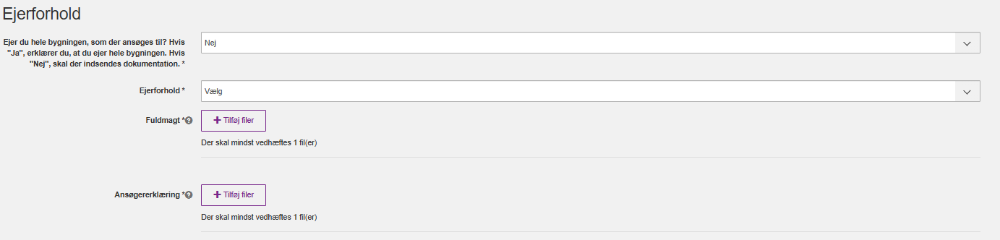 Ejerforhold
Ejer du hele bygningen, som der ansøges til? Hvis
"Ja", erklærer du, at du ejer hele bygningen. Hvis
"Nej", skal der indsendes dokumentation. *
Nej
Ejerforhold *
Vælg
Fuldmagt *
Tilføj filer
Der skal mindst vedhæftes 1 fil(er)
Ansøgererklæring *
Tilføj filer
Der skal mindst vedhæftes 1 fil(er)